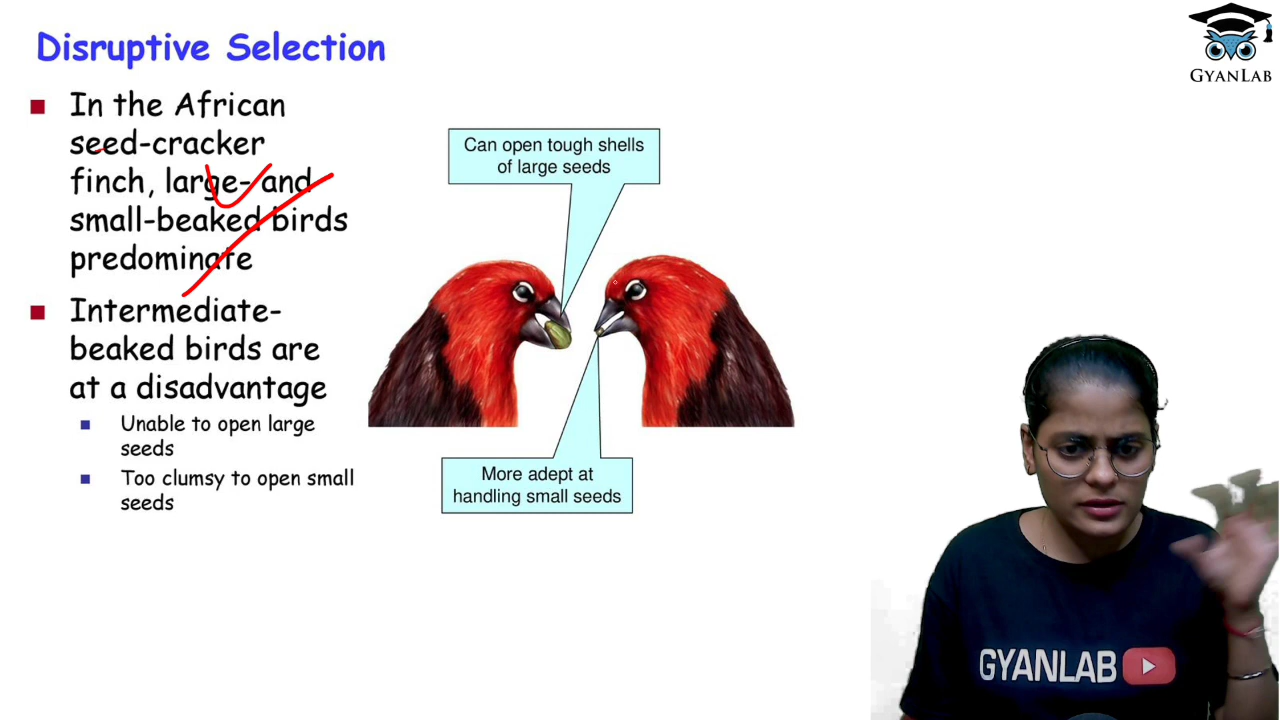 Disruptive Selection
In the African
seed-cracker
finch, large- and
small-beaked birds
predominate
Intermediate-
beaked birds are
at a disadvantage
Unable to open large
seeds
Too clumsy to open small
seeds
Can open tough shells
of large seeds
More adept at
handling small seeds
GYANLAB
GYANLAB